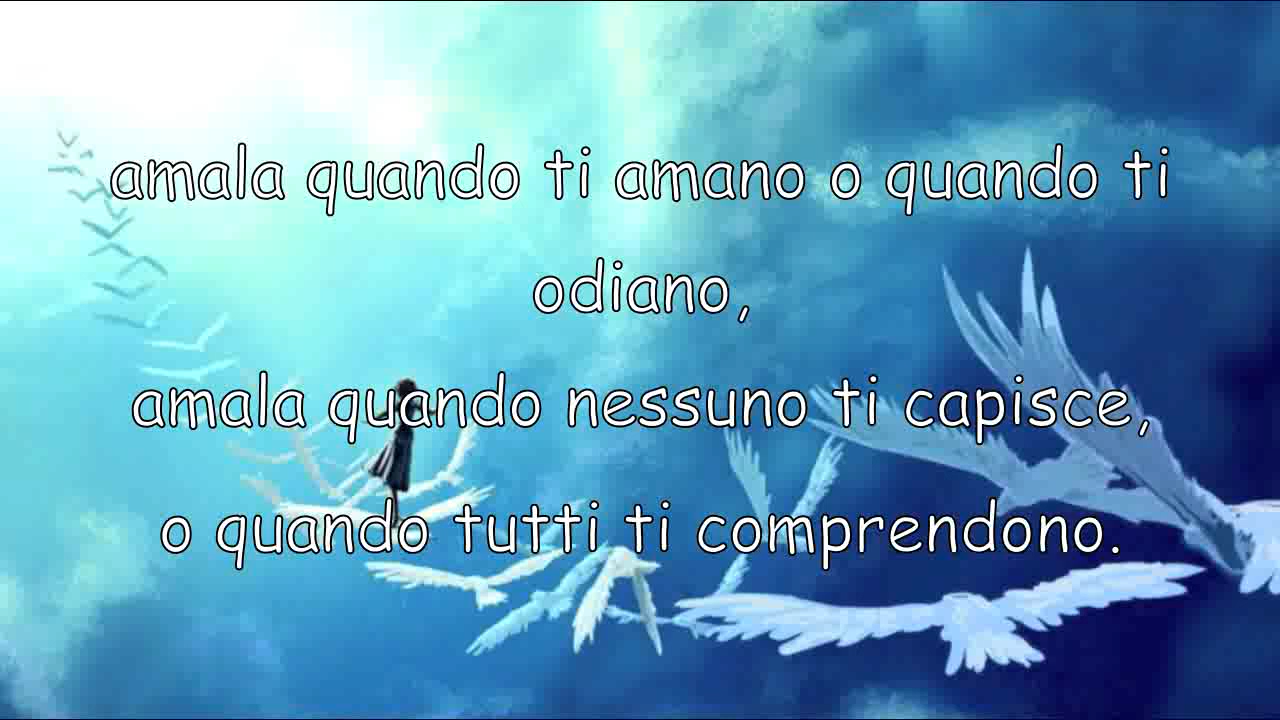 amala quando ti amano o quando ti
odiano,
amala quando nessuno ti capisce,
o quando tutti ti comprendono.